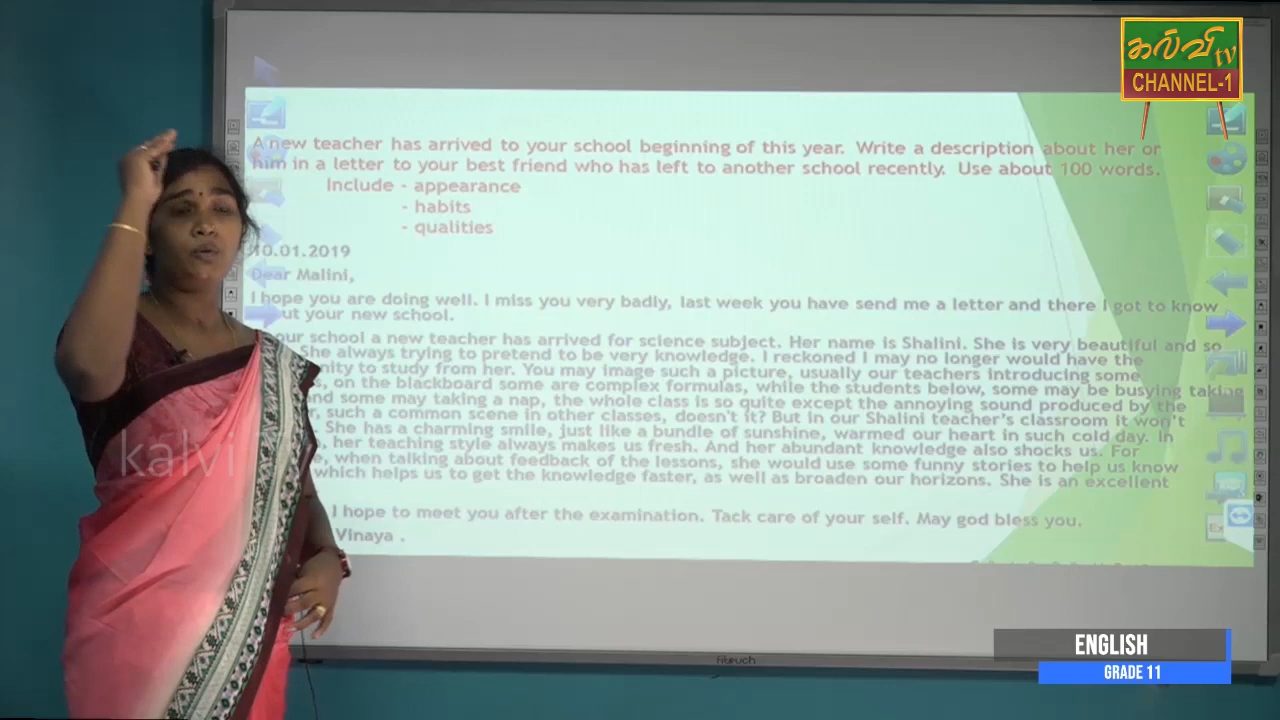 கல்வி tv
CHANNEL-1
A new teacher has arrived to your school beginning of this year. Write a description about her or
him in a letter to your best friend who has left to another school recently. Use about 100 words.
Include - appearance
- habits
- qualities
10.01.2019
Dear Malini,
I hope you are doing well. I miss you very badly, last week you have send me a letter and there I got to know
ut your new school.
our school a new teacher has arrived for science subject. Her name is Shalini. She is very beautiful and so
She always trying to pretend to be very knowledge. I reckoned I may no longer would have the
nity to study from her. You may image such a picture, usually our teachers introducing some
s, on the blackboard some are complex formulas, while the students below, some may be busying taking
and some may taking a nap, the whole class is so quite except the annoying sound produced by the
r, such a common scene in other classes, doesn't it? But in our Shalini teacher's classroom it won't
She has a charming smile, just like a bundle of sunshine, warmed our heart in such cold day. In
s, her teaching style always makes us fresh. And her abundant knowledge also shocks us. For
e, when talking about feedback of the lessons, she would use some funny stories to help us know
which helps us to get the knowledge faster, as well as broaden our horizons. She is an excellent
I hope to meet you after the examination. Tack care of your self. May god bless you.
Vinaya .
kalvi
ENGLISH
GRADE 11